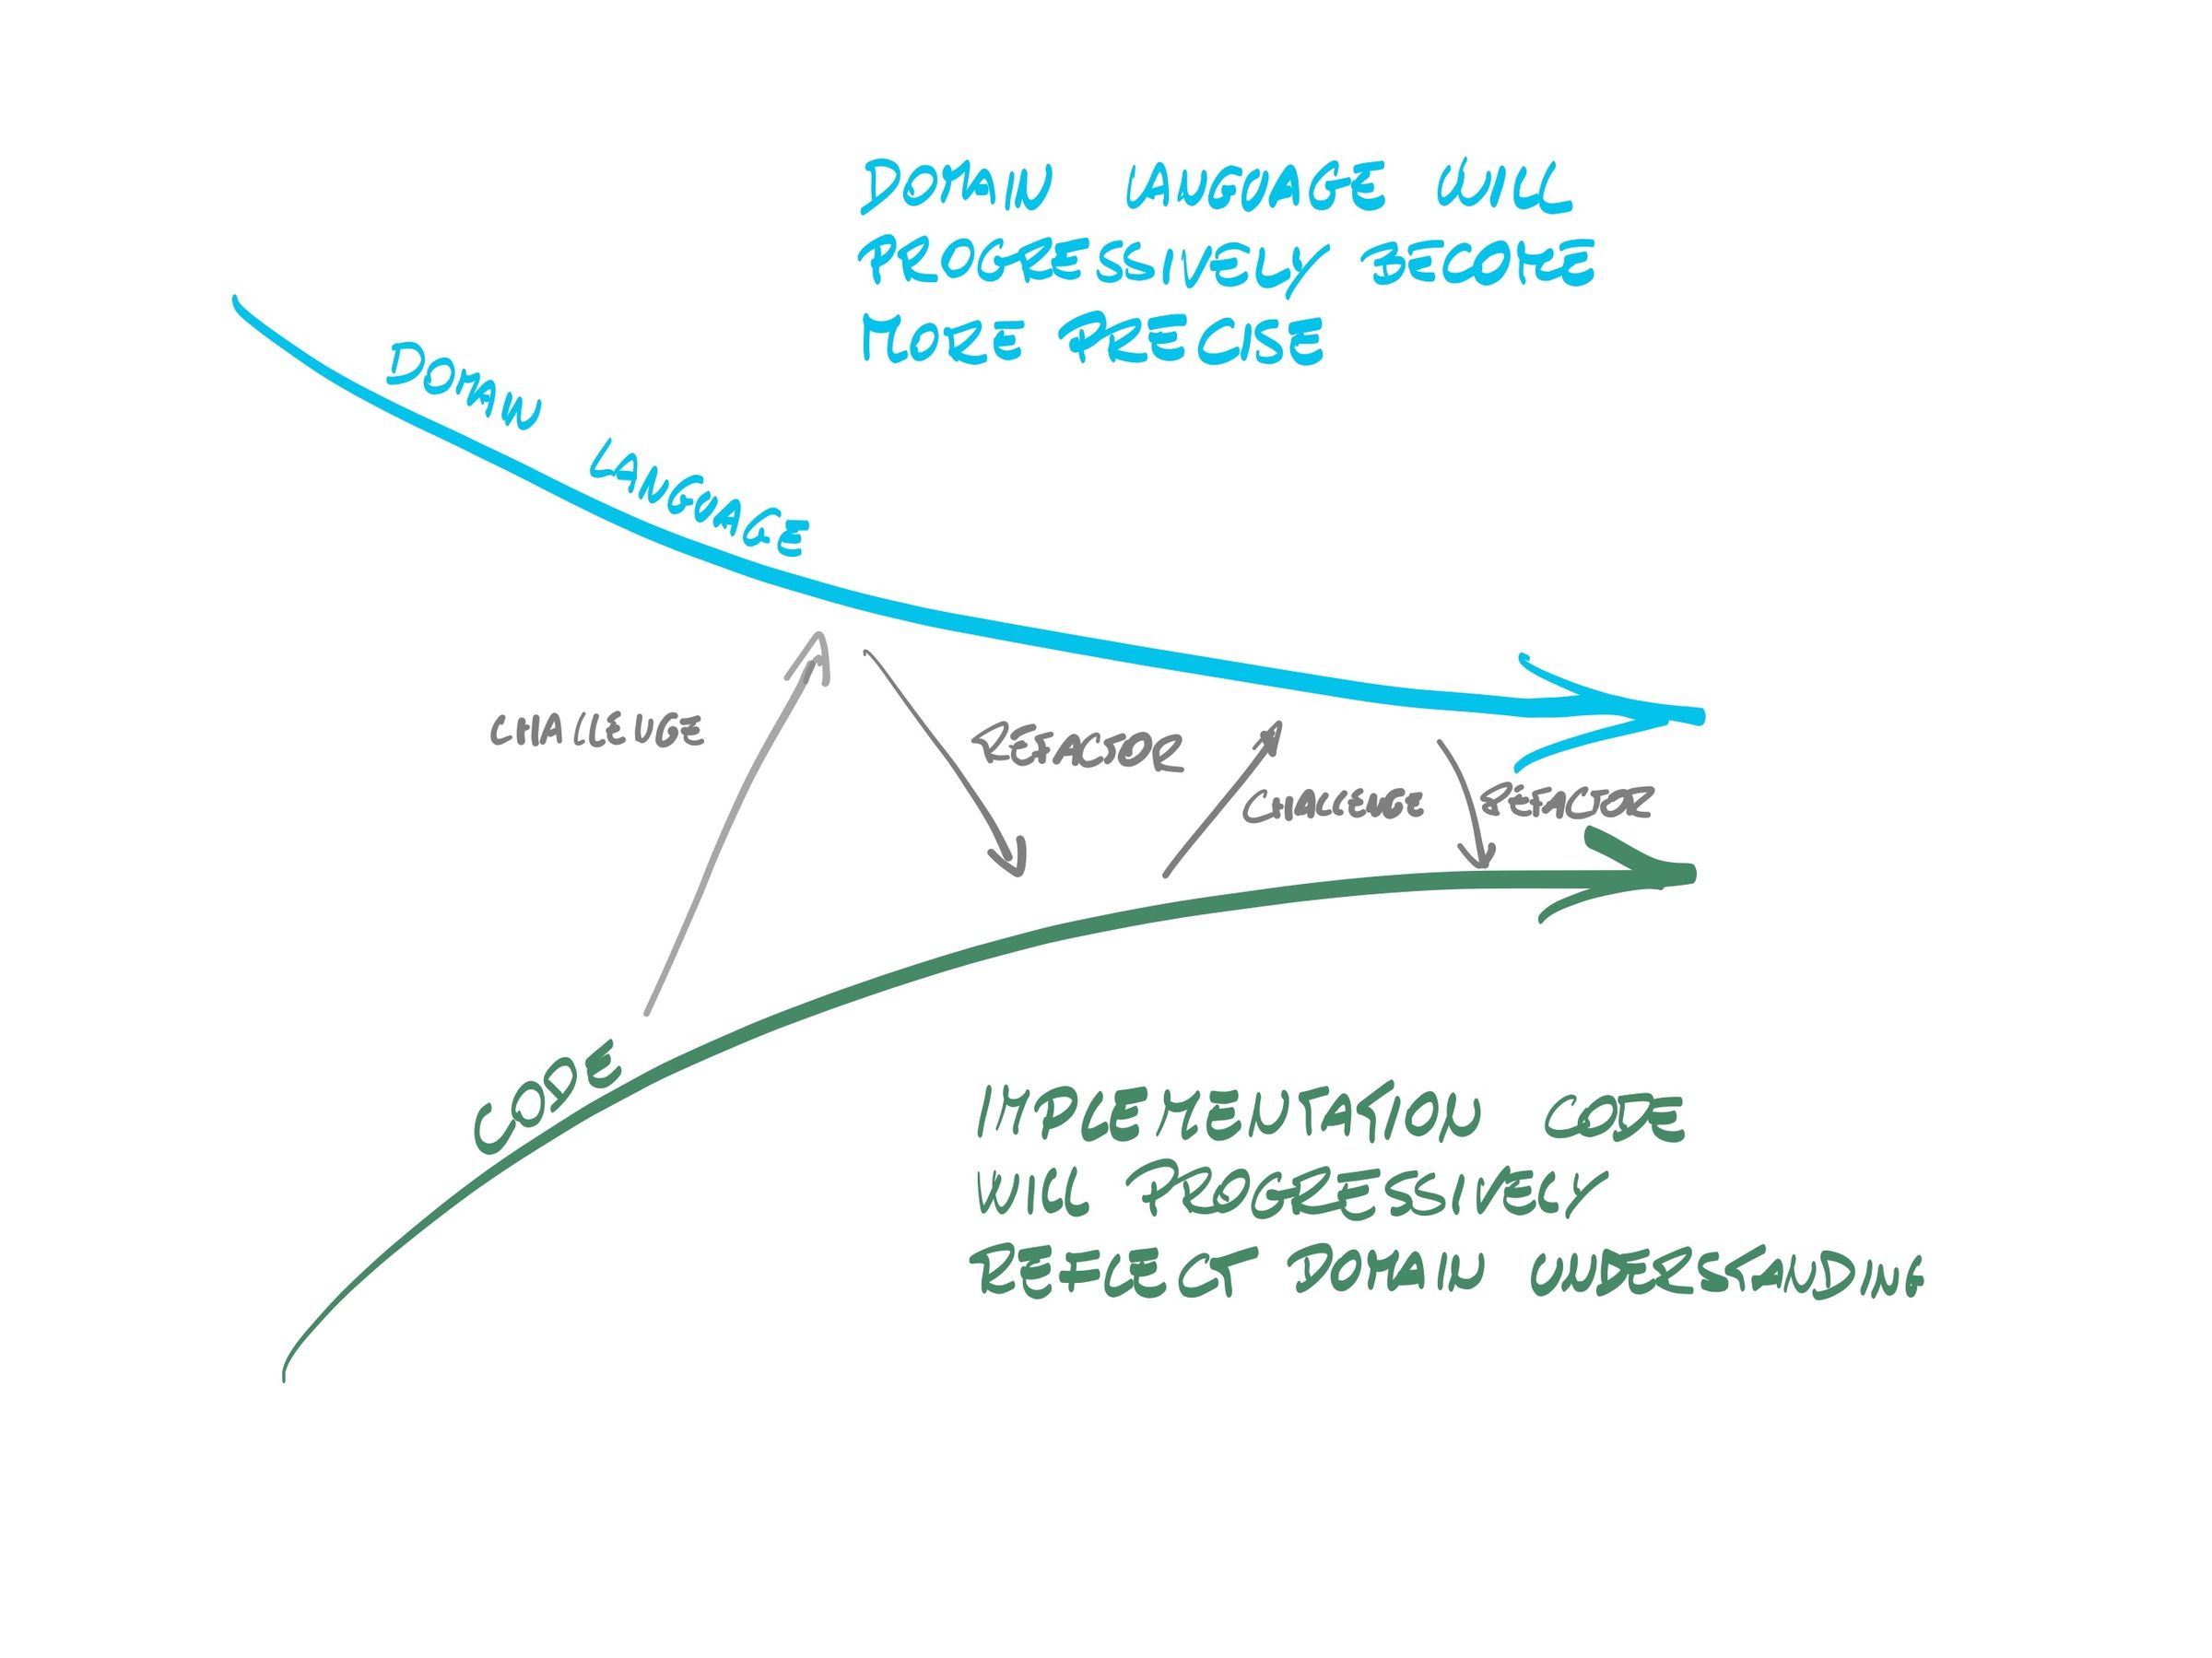 DOMAIN LANGUAGE WILL
PROGRESSIVELY BECOME
MORE PRECISE
DOMAIN LANGUAGE
CHALLENGE
REFACTOR
CHALLENGE
REFACTOR
CODE
IMPLEMENTATION CODE
WILL PROGRESSIVELY
REFLECT DOMAIN UNDERSTANDING